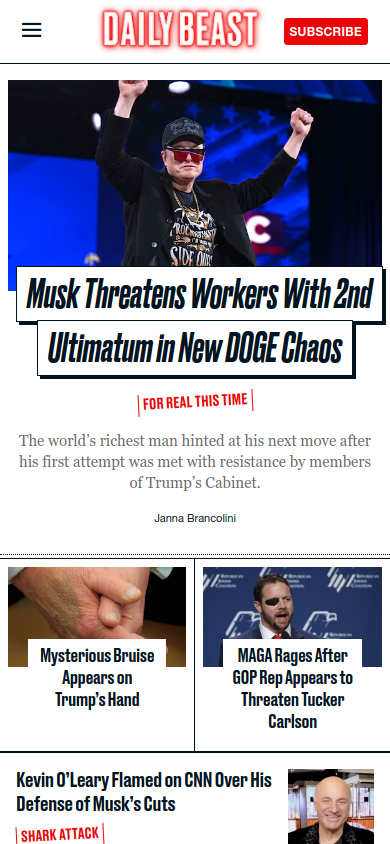 DAILY BEAST
SUBSCRIBE
SIDE
Musk Threatens Workers With 2nd
Ultimatum in New DOGE Chaos
FOR REAL THIS TIME
The world's richest man hinted at his next move after
his first attempt was met with resistance by members
of Trump's Cabinet.
Janna Brancolini
Mysterious Bruise
Appears on
Trump's Hand
MAGA Rages After
GOP Rep Appears to
Threaten Tucker
Carlson
Kevin O'Leary Flamed on CNN Over His
Defense of Musk's Cuts
SHARK ATTACK